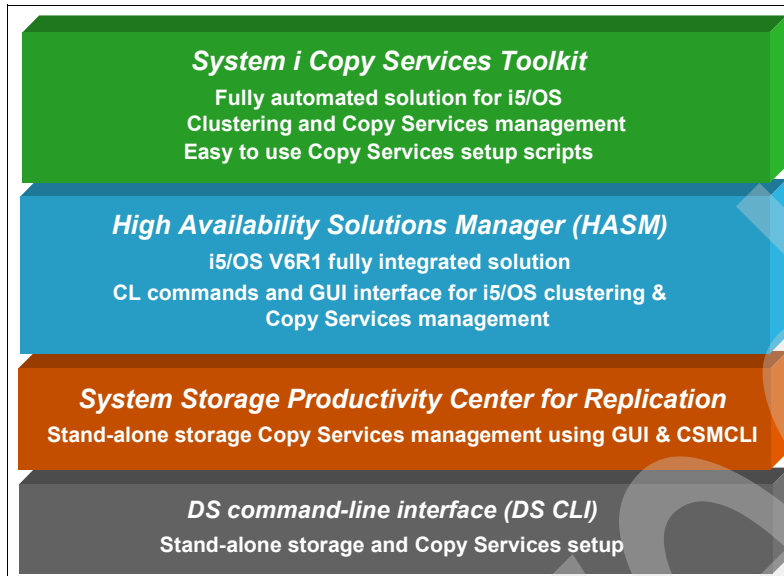 System i Copy Services Toolkit
Fully automated solution for i5/OS
Clustering and Copy Services management
Easy to use Copy Services setup scripts
High Availability Solutions Manager (HASM)
i5/OS V6R1 fully integrated solution
CL commands and GUI interface for i5/OS clustering &
Copy Services management
System Storage Productivity Center for Replication
Stand-alone storage Copy Services management using GUI & CSMCLI
DS command-line interface (DS CLI)
Stand-alone storage and Copy Services setup